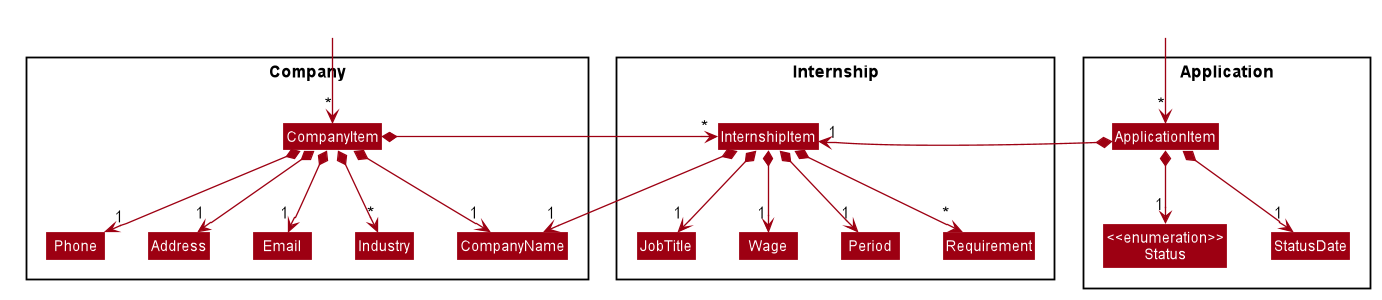 Company
Internship
Application
*
*
CompanyItem
*
InternshipItem
1
ApplicationItem
1
1
1
*
1
1
1
1
1
*
1
1
Phone
Address
Email
Industry
CompanyName
JobTitle
Wage
Period
Requirement
<<enumeration>>
Status
StatusDate